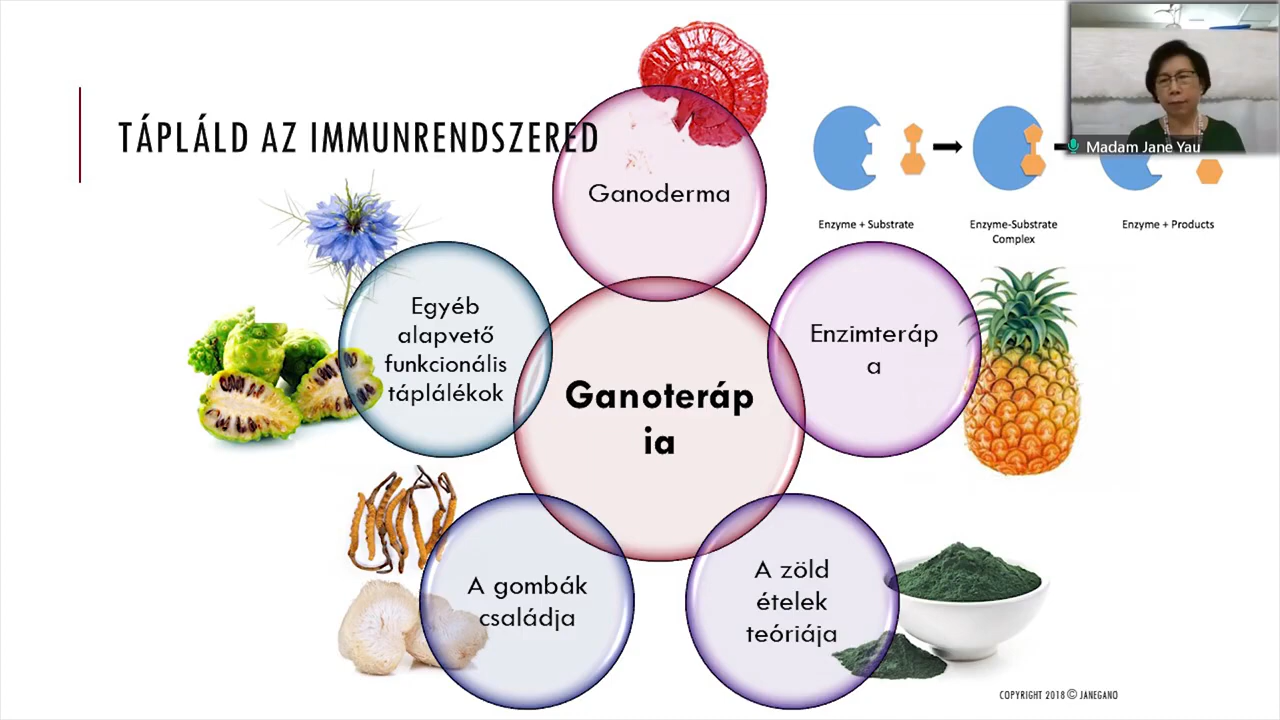 TÁPLÁLD AZ IMMUNRENDSZERED
Ganoderma
Madam Jane Yau
Enzyme + Substrate
Enzyme-Substrate
Complex
Enzyme + Products
Egyéb
alapvető
funkcionális
táplálékok
Enzimteráp
a
Ganoteráp
ia
A gombák
családja
A zöld
ételek
teóriája
COPYRIGHT 2018 © JANEGANO